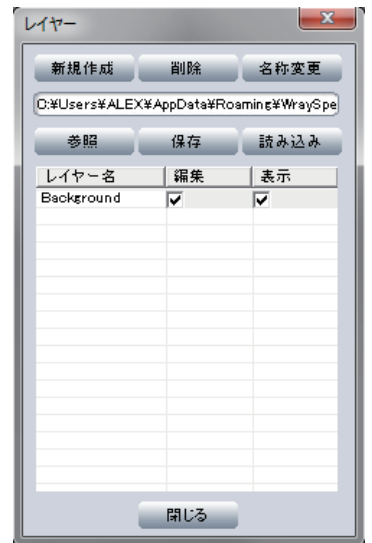 レイヤー
新規作成 削除 名称変更
C:¥Users¥ALEX¥AppData¥Roaming¥WraySpe
参照 保存 読み込み
レイヤー名 編集 表示
Background
閉じる